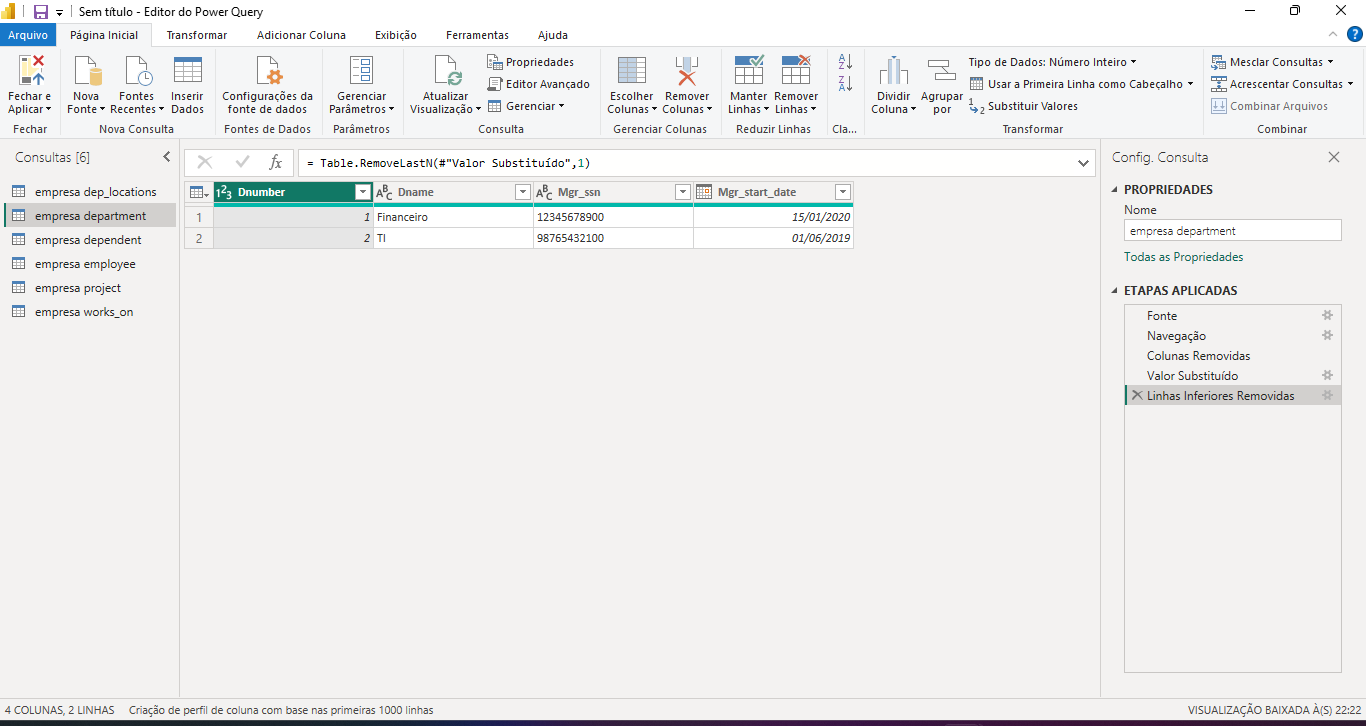 Sem título - Editor do Power Query
Arquivo Página Inicial Transformar Adicionar Coluna Exibição Ferramentas Ajuda
Fechar e Aplicar
Fechar
Nova Fonte
Fontes Recentes
Inserir Dados
Nova Consulta
Configurações da fonte de dados
Fontes de Dados
Gerenciar Parâmetros
Parâmetros
Atualizar Visualização
Propriedades
Editor Avançado
Gerenciar
Consulta
Escolher Colunas
Remover Colunas
Gerenciar Colunas
Manter Linhas
Remover Linhas
Reduzir Linhas
Cla...
Dividir Coluna
Agrupar por
Tipo de Dados: Número Inteiro
Usar a Primeira Linha como Cabeçalho
Substituir Valores
Transformar
Mesclar Consultas
Acrescentar Consultas
Combinar Arquivos
Combinar
Consultas [6]
empresa dep_locations
empresa department
empresa dependent
empresa employee
empresa project
empresa works_on
fx
= Table.RemoveLastN(#"Valor Substituído",1)
123 Dnumber ABC Dname ABC Mgr_ssn Mgr_start_date
1 1 Financeiro 12345678900 15/01/2020
2 2 TI 98765432100 01/06/2019
Config. Consulta
PROPRIEDADES
Nome
empresa department
Todas as Propriedades
ETAPAS APLICADAS
Fonte
Navegação
Colunas Removidas
Valor Substituído
Linhas Inferiores Removidas
4 COLUNAS, 2 LINHAS Criação de perfil de coluna com base nas primeiras 1000 linhas VISUALIZAÇÃO BAIXADA À(S) 22:22